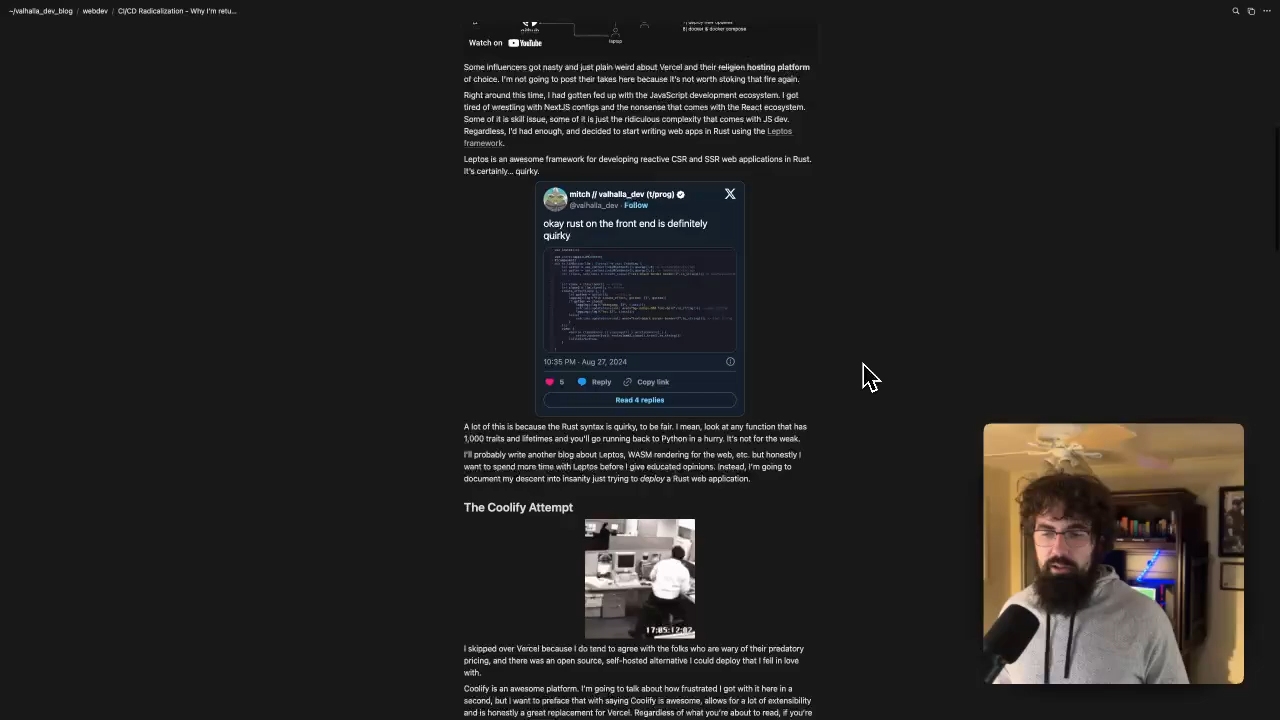 ~/valhalla_dev_blog / webdev / CI/CD Radicalization - Why I'm retu...
github
laptop
8) docker & docker compose
Watch on YouTube
Some influencers got nasty and just plain weird about Vercel and their religion hosting platform
of choice. I'm not going to post their takes here because it's not worth stoking that fire again.
Right around this time, I had gotten fed up with the JavaScript development ecosystem. I got
tired of wrestling with NextJS configs and the nonsense that comes with the React ecosystem.
Some of it is skill issue, some of it is just the ridiculous complexity that comes with JS dev.
Regardless, I'd had enough, and decided to start writing web apps in Rust using the Leptos
framework.
Leptos is an awesome framework for developing reactive CSR and SSR web applications in Rust.
It's certainly... quirky.
mitch // valhalla_dev (t/prog)
@valhalla_dev · Follow
okay rust on the front end is definitely
quirky
10:35 PM · Aug 27, 2024
5 Reply Copy link
Read 4 replies
A lot of this is because the Rust syntax is quirky, to be fair. I mean, look at any function that has
1,000 traits and lifetimes and you'll go running back to Python in a hurry. It's not for the weak.
I'll probably write another blog about Leptos, WASM rendering for the web, etc. but honestly I
want to spend more time with Leptos before I give educated opinions. Instead, I'm going to
document my descent into insanity just trying to deploy a Rust web application.
The Coolify Attempt
17:05:12:02
I skipped over Vercel because I do tend to agree with the folks who are wary of their predatory
pricing, and there was an open source, self-hosted alternative I could deploy that I fell in love
with.
Coolify is an awesome platform. I'm going to talk about how frustrated I got with it here in a
second, but I want to preface that with saying Coolify is awesome, allows for a lot of extensibility
and is honestly a great replacement for Vercel. Regardless of what you're about to read, if you're